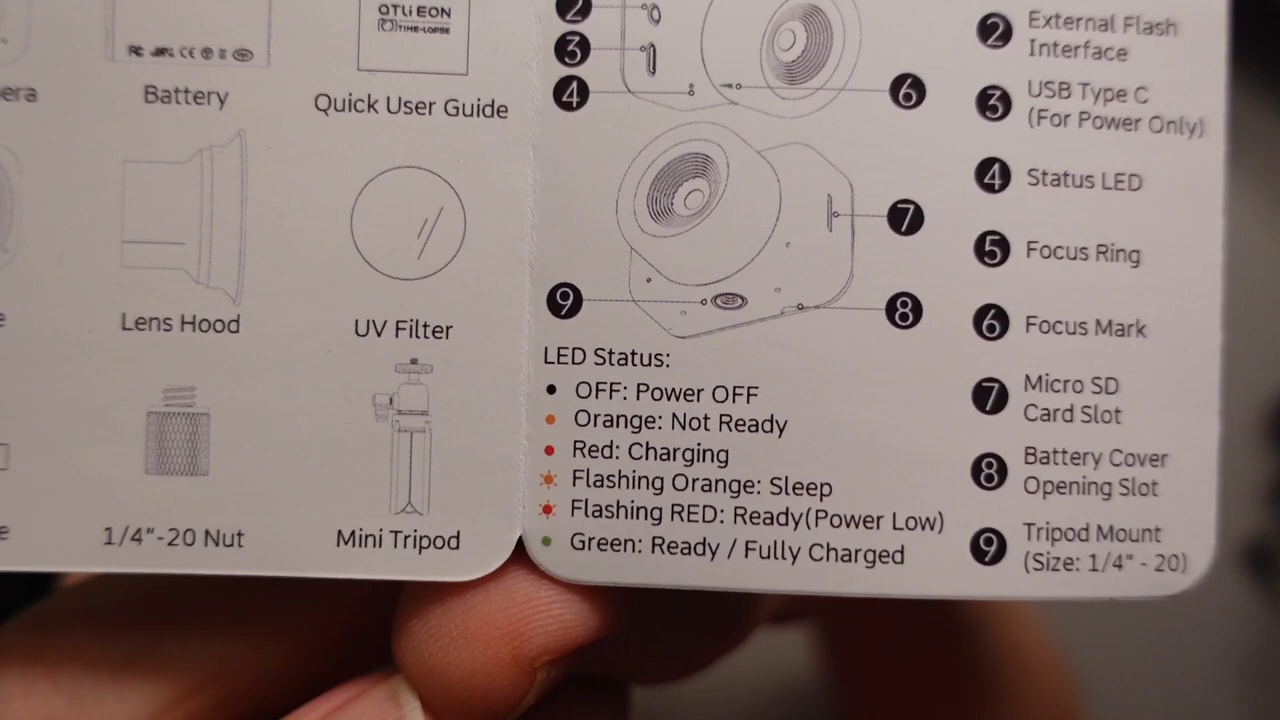 OTLi EON
TIME-LAPSE
FC
CE
Battery
Quick User Guide
Lens Hood
UV Filter
1/4"-20 Nut
Mini Tripod
2
3
4
6
7
9
8
LED Status:
OFF: Power OFF
Orange: Not Ready
Red: Charging
Flashing Orange: Sleep
Flashing RED: Ready(Power Low)
Green: Ready / Fully Charged
2 External Flash
Interface
3 USB Type C
(For Power Only)
4 Status LED
5 Focus Ring
6 Focus Mark
7 Micro SD
Card Slot
8 Battery Cover
Opening Slot
9 Tripod Mount
(Size: 1/4" - 20)